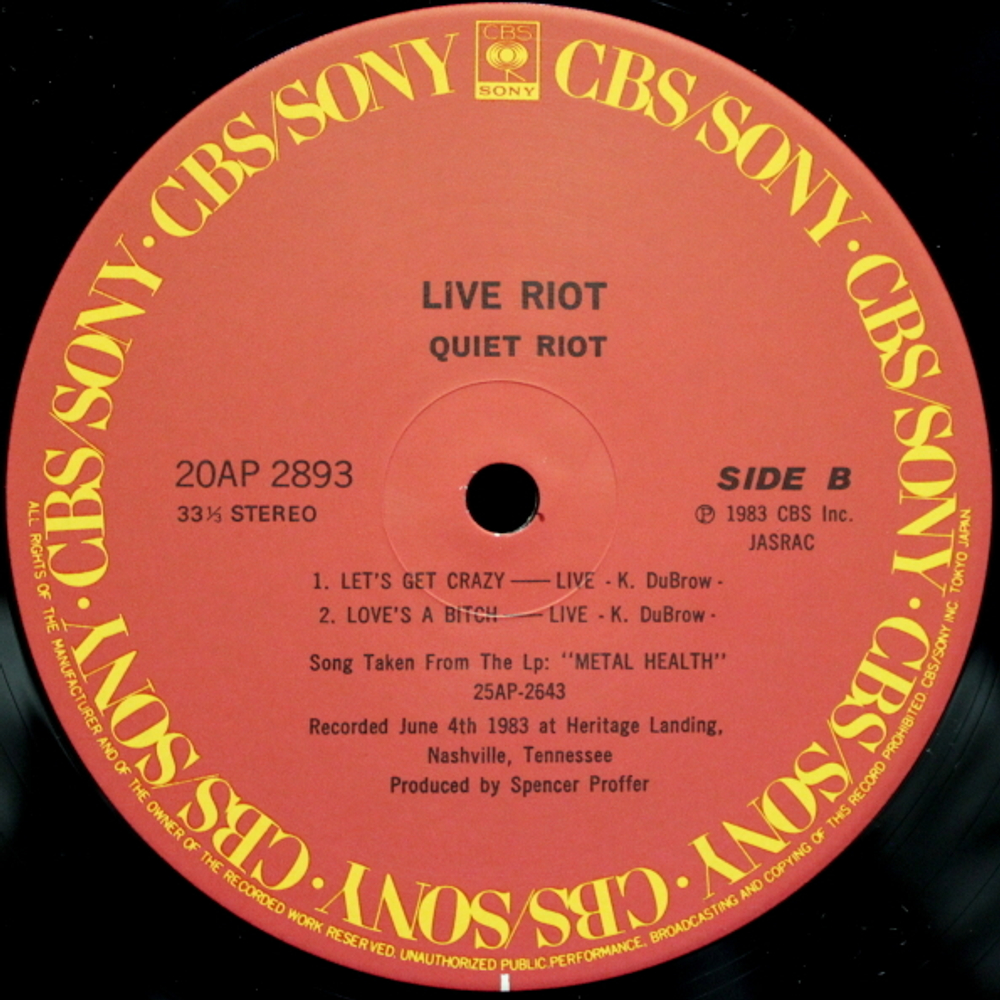 CBS
SONY
CBS/SONY · CBS/SONY · CBS/SONY · CBS/SONY · CBS/SONY · CBS/SONY · CBS/SONY · CBS/SONY
LIVE RIOT
QUIET RIOT
20AP 2893
33⅓ STEREO
SIDE B
Ⓟ 1983 CBS Inc.
JASRAC
1. LET'S GET CRAZY —— LIVE - K. DuBrow -
2. LOVE'S A BITCH —— LIVE - K. DuBrow -
Song Taken From The Lp: "METAL HEALTH"
25AP-2643
Recorded June 4th 1983 at Heritage Landing,
Nashville, Tennessee
Produced by Spencer Proffer
ALL RIGHTS OF THE MANUFACTURER AND OF THE OWNER OF THE RECORDED WORK RESERVED. UNAUTHORIZED PUBLIC PERFORMANCE, BROADCASTING AND COPYING OF THIS RECORD PROHIBITED. CBS/SONY INC. TOKYO JAPAN